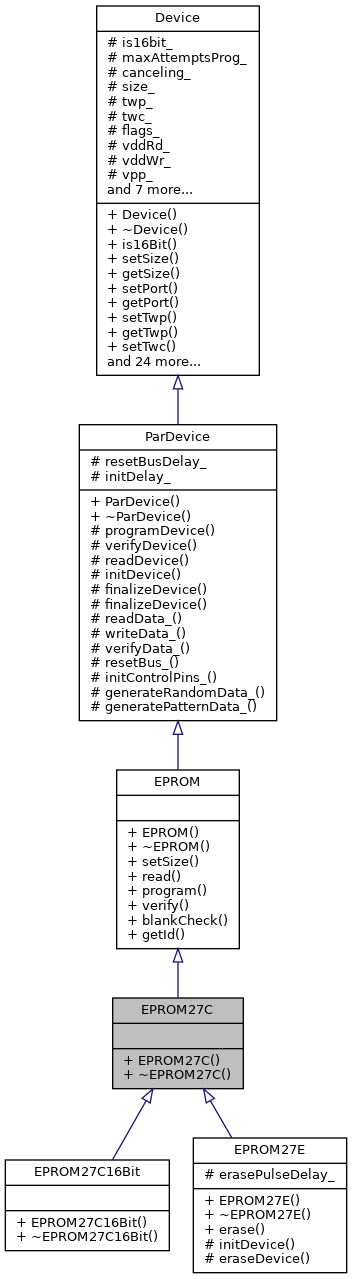 Device
# is16bit_
# maxAttemptsProg_
# canceling_
# size_
# twp_
# twc_
# flags_
# vddRd_
# vddWr_
# vpp_
and 7 more...
+ Device()
+ ~Device()
+ is16Bit()
+ setSize()
+ getSize()
+ setPort()
+ getPort()
+ setTwp()
+ getTwp()
+ setTwc()
and 24 more...
ParDevice
# resetBusDelay_
# initDelay_
+ ParDevice()
+ ~ParDevice()
# programDevice()
# verifyDevice()
# readDevice()
# initDevice()
# finalizeDevice()
# finalizeDevice()
# readData_()
# writeData_()
# verifyData_()
# resetBus_()
# initControlPins_()
# generateRandomData_()
# generatePatternData_()
EPROM
+ EPROM()
+ ~EPROM()
+ setSize()
+ read()
+ program()
+ verify()
+ blankCheck()
+ getId()
EPROM27C
+ EPROM27C()
+ ~EPROM27C()
EPROM27C16Bit
+ EPROM27C16Bit()
+ ~EPROM27C16Bit()
EPROM27E
# erasePulseDelay_
+ EPROM27E()
+ ~EPROM27E()
+ erase()
# initDevice()
# eraseDevice()